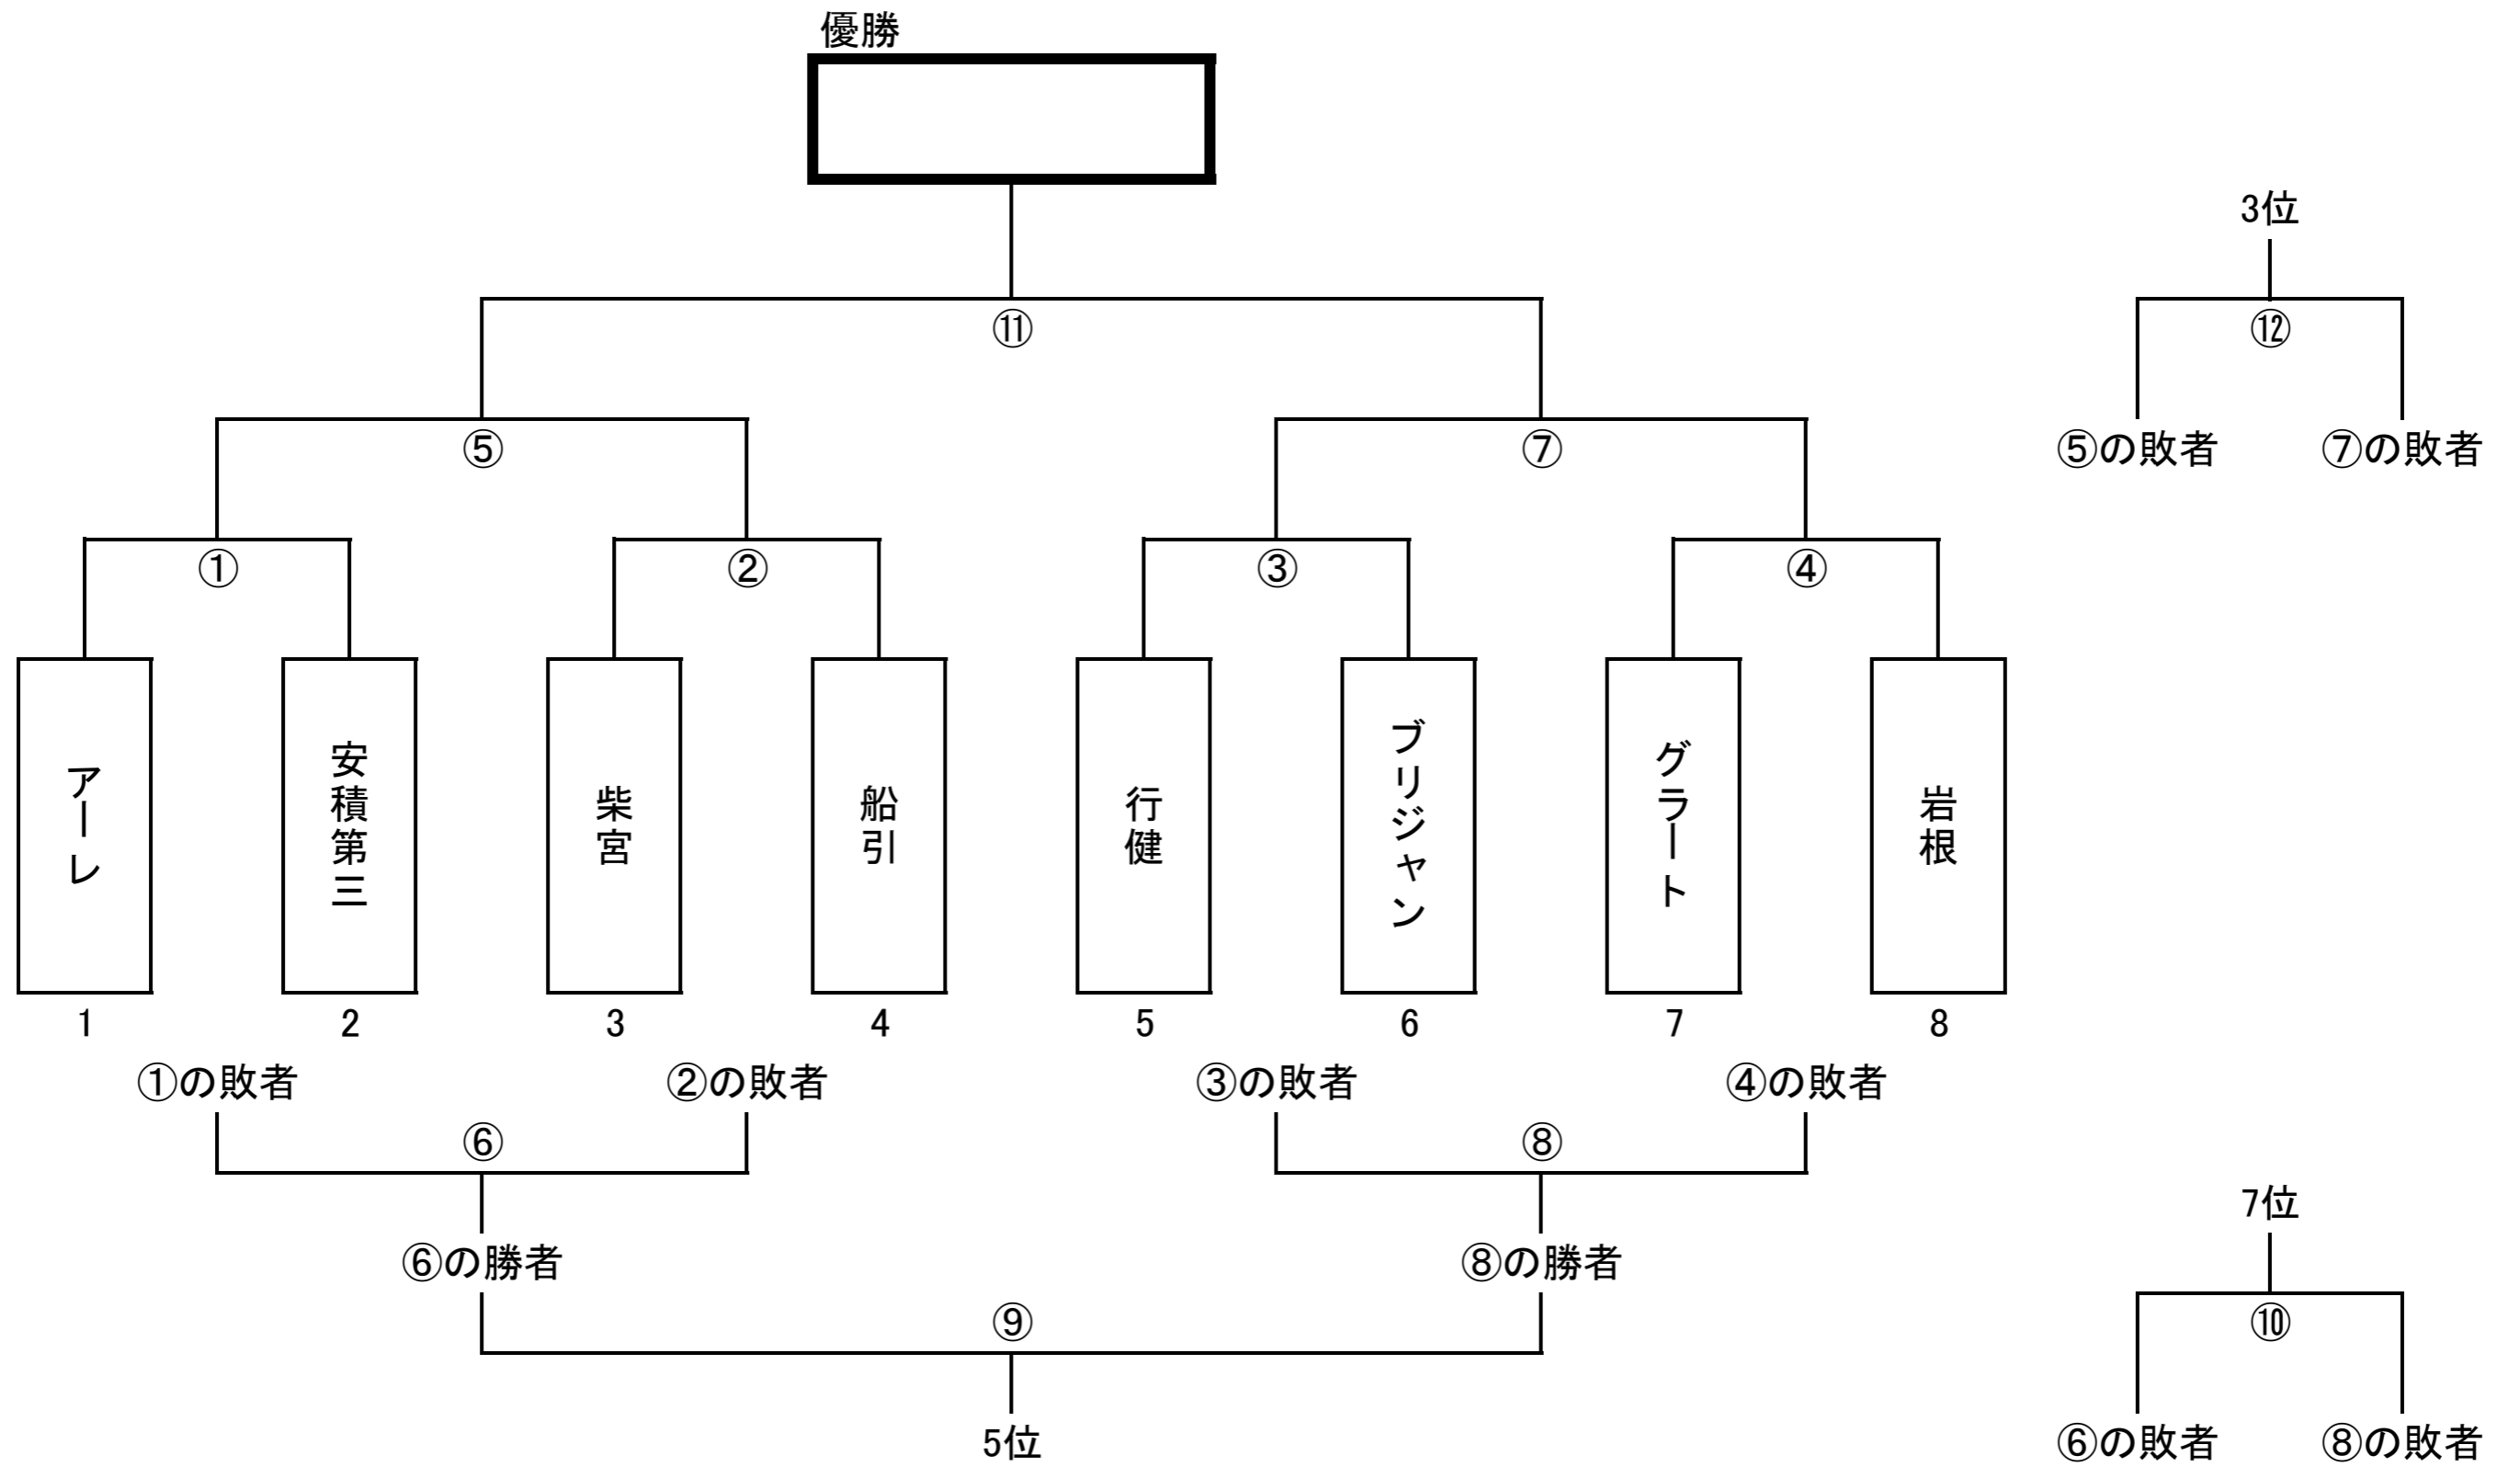 優勝
3位
⑪
⑫
⑤
⑦
⑤の敗者
⑦の敗者
①
②
③
④
アーレ
安積第三
柴宮
船引
行健
ブリジャン
グラート
岩根
1
2
3
4
5
6
7
8
①の敗者
②の敗者
③の敗者
④の敗者
⑥
⑧
7位
⑥の勝者
⑧の勝者
⑨
⑩
5位
⑥の敗者
⑧の敗者